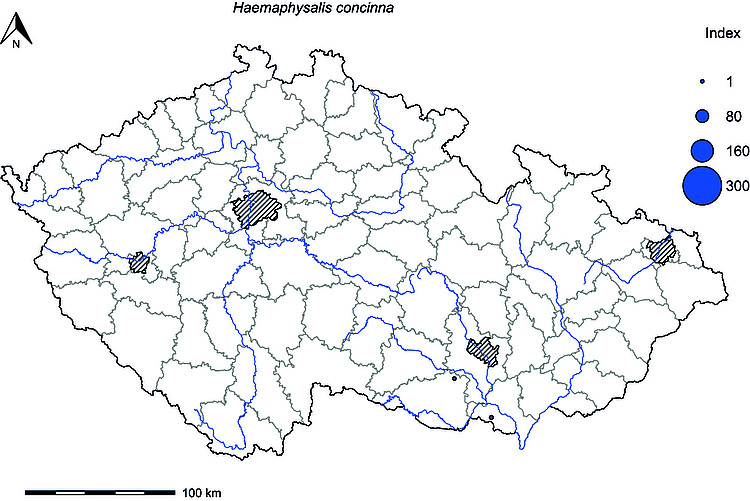 Haemaphysalis concinna
N
Index
1
80
160
300
100 km